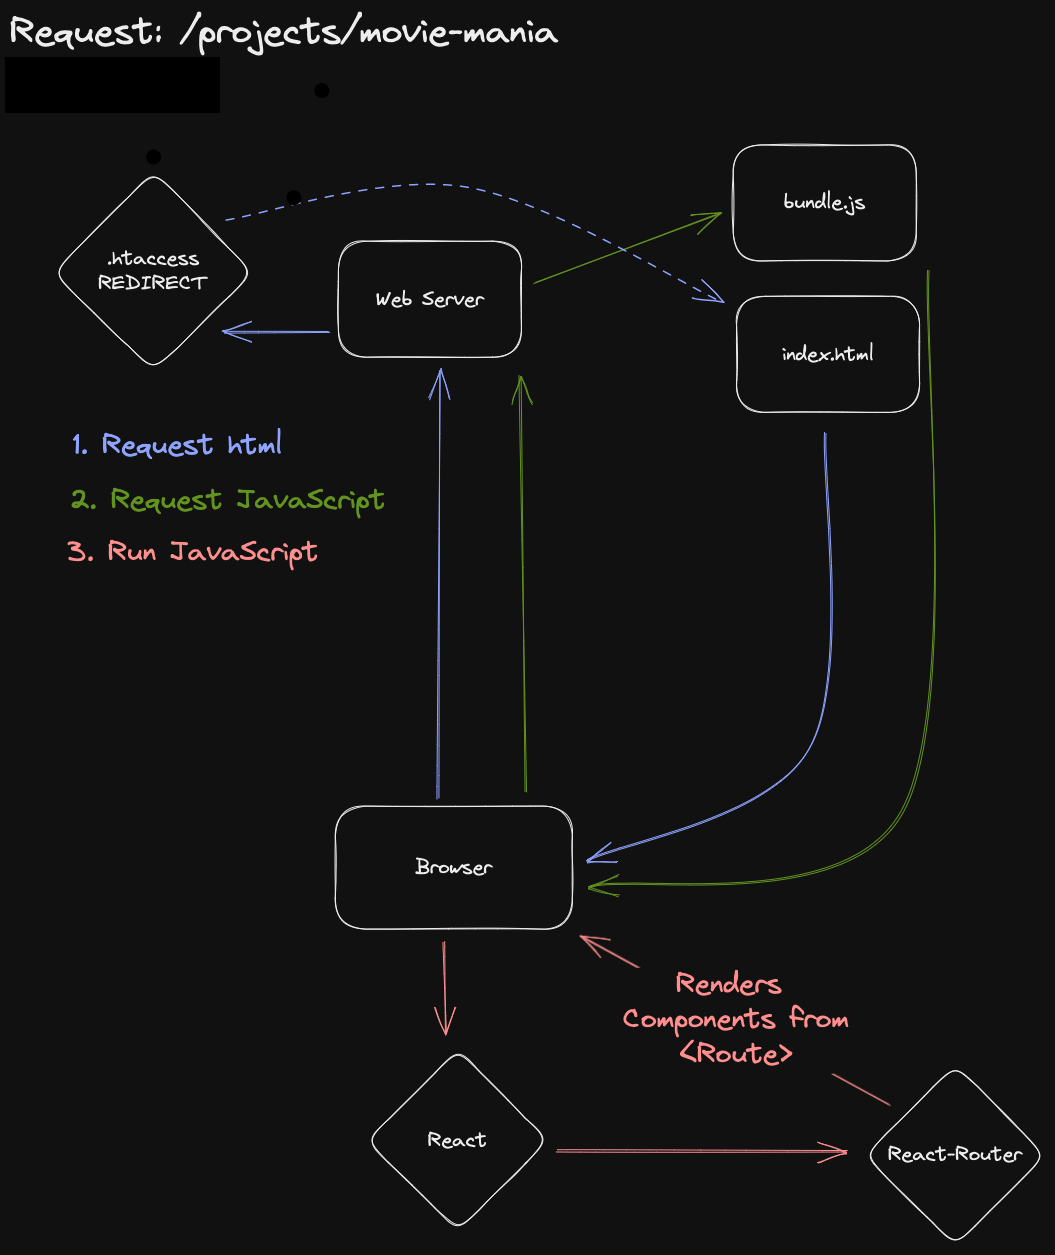 Request: /projects/movie-mania
bundle.js
.htaccess
REDIRECT
Web Server
index.html
1. Request html
2. Request JavaScript
3. Run JavaScript
Browser
Renders
Components from
<Route>
React
React-Router